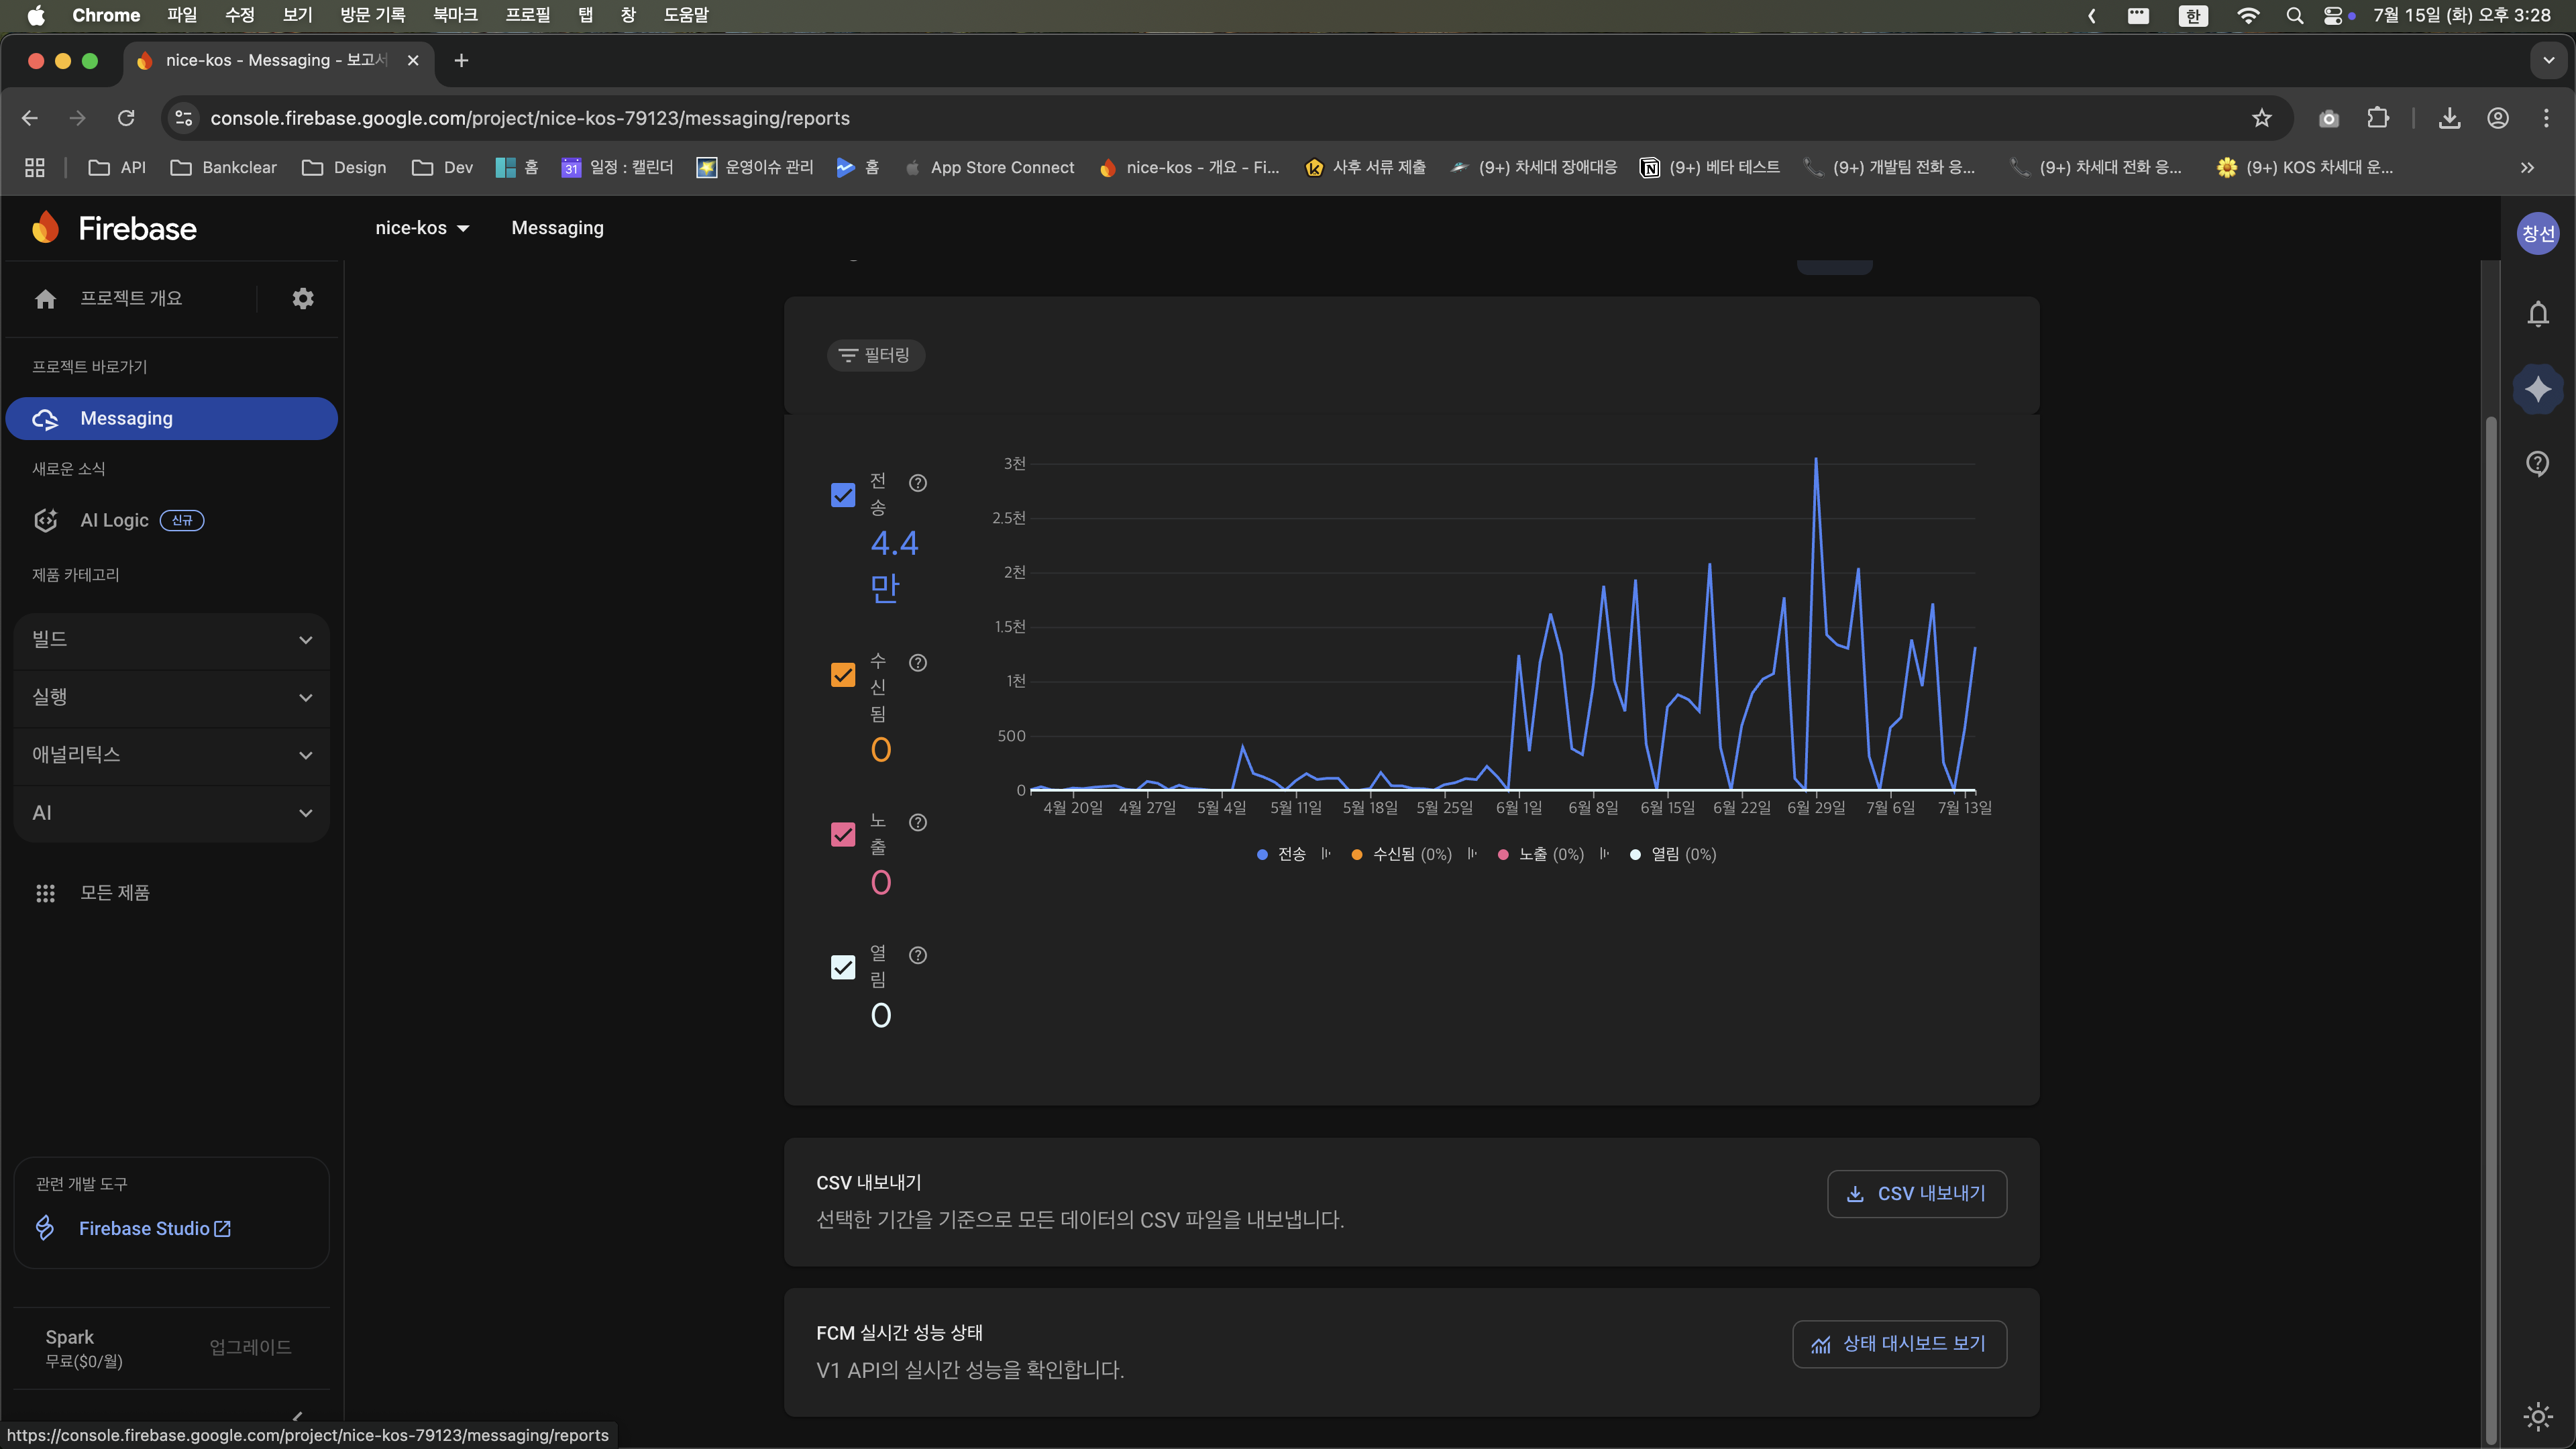 Chrome 파일 수정 보기 방문 기록 북마크 프로필 탭 창 도움말 한 7월 15일 (화) 오후 3:28
nice-kos - Messaging - 보고서
console.firebase.google.com/project/nice-kos-79123/messaging/reports
API Bankclear Design Dev 홈 31 일정 : 캘린더 운영이슈 관리 홈 App Store Connect nice-kos - 개요 - Fi... 사후 서류 제출 (9+) 차세대 장애대응 (9+) 베타 테스트 (9+) 개발팀 전화 응... (9+) 차세대 전화 응... (9+) KOS 차세대 운...
Firebase
nice-kos
Messaging
창선
프로젝트 개요
프로젝트 바로가기
Messaging
새로운 소식
AI Logic 신규
제품 카테고리
빌드
실행
애널리틱스
AI
모든 제품
관련 개발 도구
Firebase Studio
Spark
무료($0/월)
업그레이드
https://console.firebase.google.com/project/nice-kos-79123/messaging/reports
필터링
전
송
4.4
만
수
신
됨
0
노
출
0
열
림
0
3천
2.5천
2천
1.5천
1천
500
0
4월 20일 4월 27일 5월 4일 5월 11일 5월 18일 5월 25일 6월 1일 6월 8일 6월 15일 6월 22일 6월 29일 7월 6일 7월 13일
전송 수신됨 (0%) 노출 (0%) 열림 (0%)
CSV 내보내기
선택한 기간을 기준으로 모든 데이터의 CSV 파일을 내보냅니다.
CSV 내보내기
FCM 실시간 성능 상태
V1 API의 실시간 성능을 확인합니다.
상태 대시보드 보기